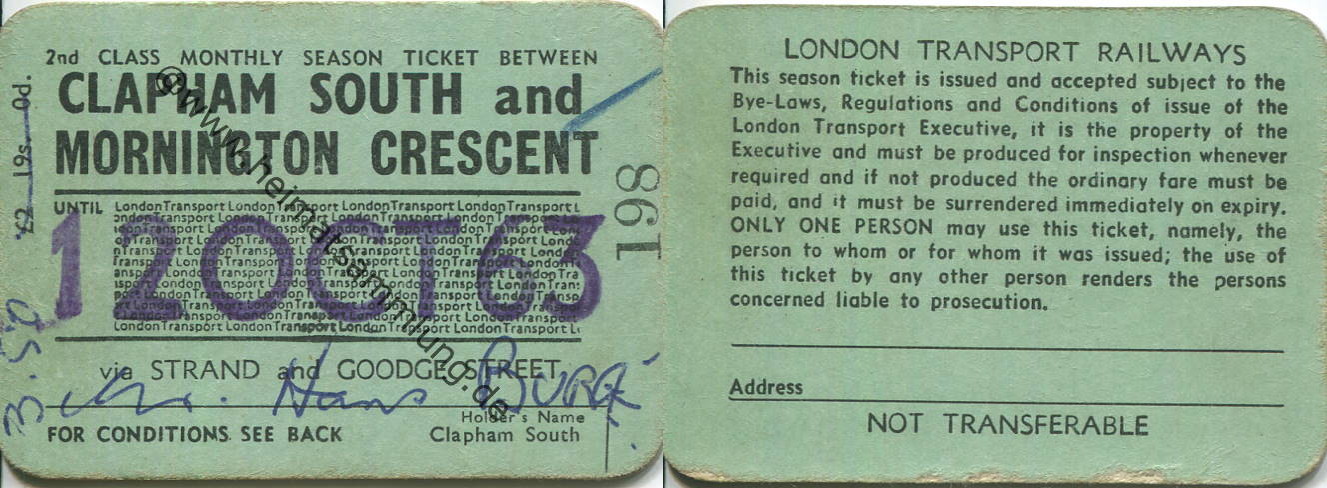 2nd CLASS MONTHLY SEASON TICKET BETWEEN
CLAPHAM SOUTH and
MORNINGTON CRESCENT
£2 19s 0d.
UNTIL
12 OCT 63
198
via STRAND and GOODGE STREET
Mr. Hans
Holder's Name
FOR CONDITIONS SEE BACK
Clapham South
©www.heimatsammlung.de
LONDON TRANSPORT RAILWAYS
This season ticket is issued and accepted subject to the
Bye-Laws, Regulations and Conditions of issue of the
London Transport Executive, it is the property of the
Executive and must be produced for inspection whenever
required and if not produced the ordinary fare must be
paid, and it must be surrendered immediately on expiry.
ONLY ONE PERSON may use this ticket, namely, the
person to whom or for whom it was issued; the use of
this ticket by any other person renders the persons
concerned liable to prosecution.
Address
NOT TRANSFERABLE